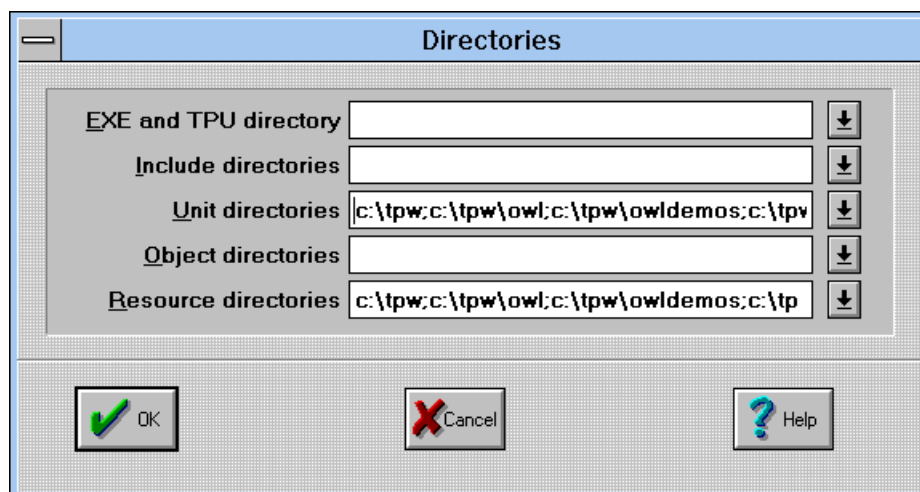 Directories
EXE and TPU directory
Include directories
Unit directories c:\tpw;c:\tpw\owl;c:\tpw\owldemos;c:\tpw
Object directories
Resource directories c:\tpw;c:\tpw\owl;c:\tpw\owldemos;c:\tp
OK Cancel Help